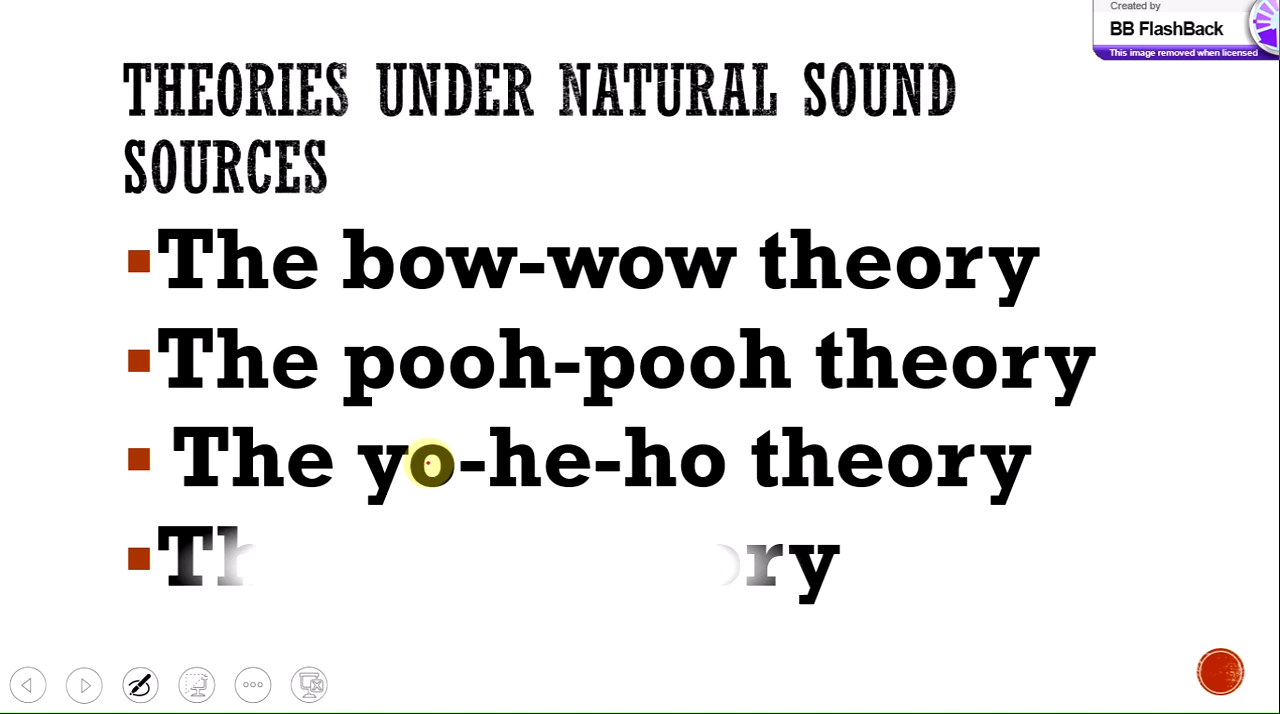 Created by
BB FlashBack
This image removed when licensed
THEORIES UNDER NATURAL SOUND
SOURCES
The bow-wow theory
The pooh-pooh theory
The yo-he-ho theory